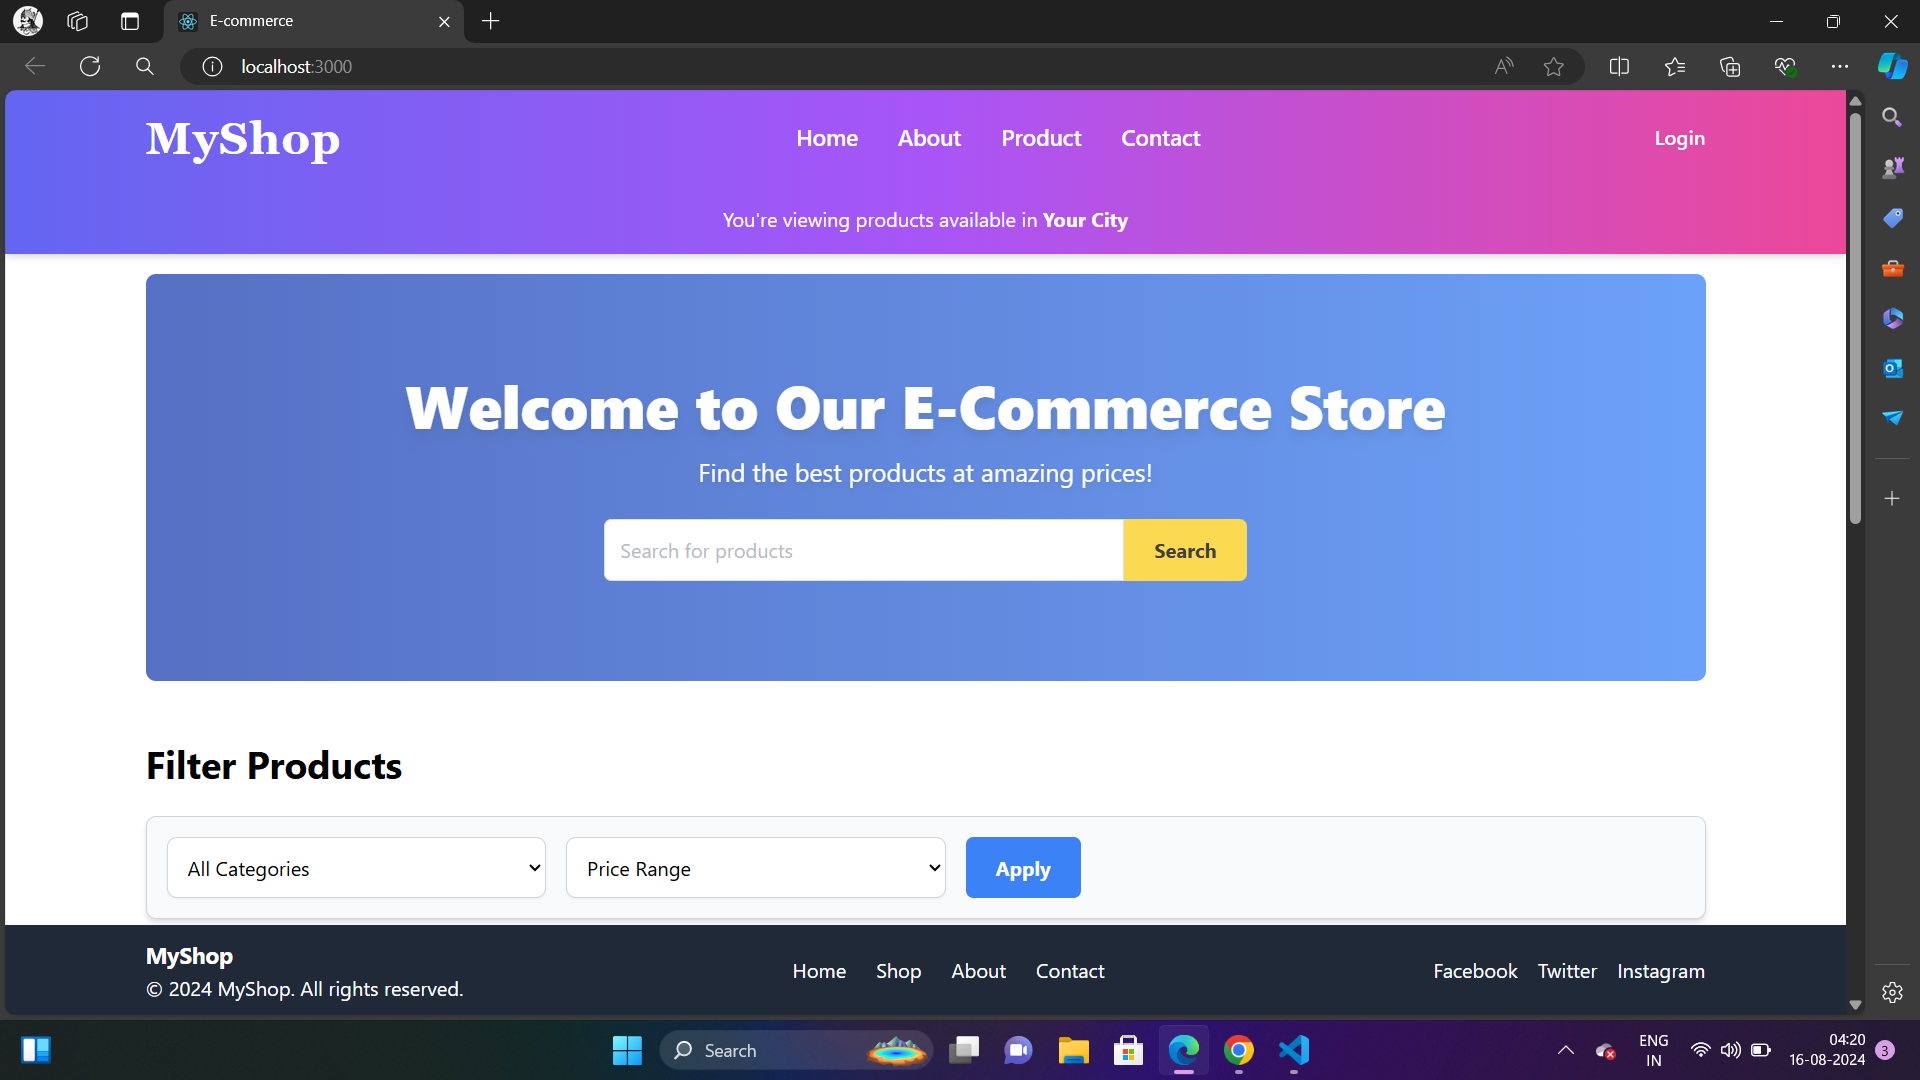 E-commerce
localhost:3000
MyShop
Home About Product Contact
Login
You're viewing products available in Your City
Welcome to Our E-Commerce Store
Find the best products at amazing prices!
Search for products Search
Filter Products
All Categories Price Range Apply
MyShop
© 2024 MyShop. All rights reserved.
Home Shop About Contact
Facebook Twitter Instagram
Search
ENG
IN
04:20
16-08-2024
3